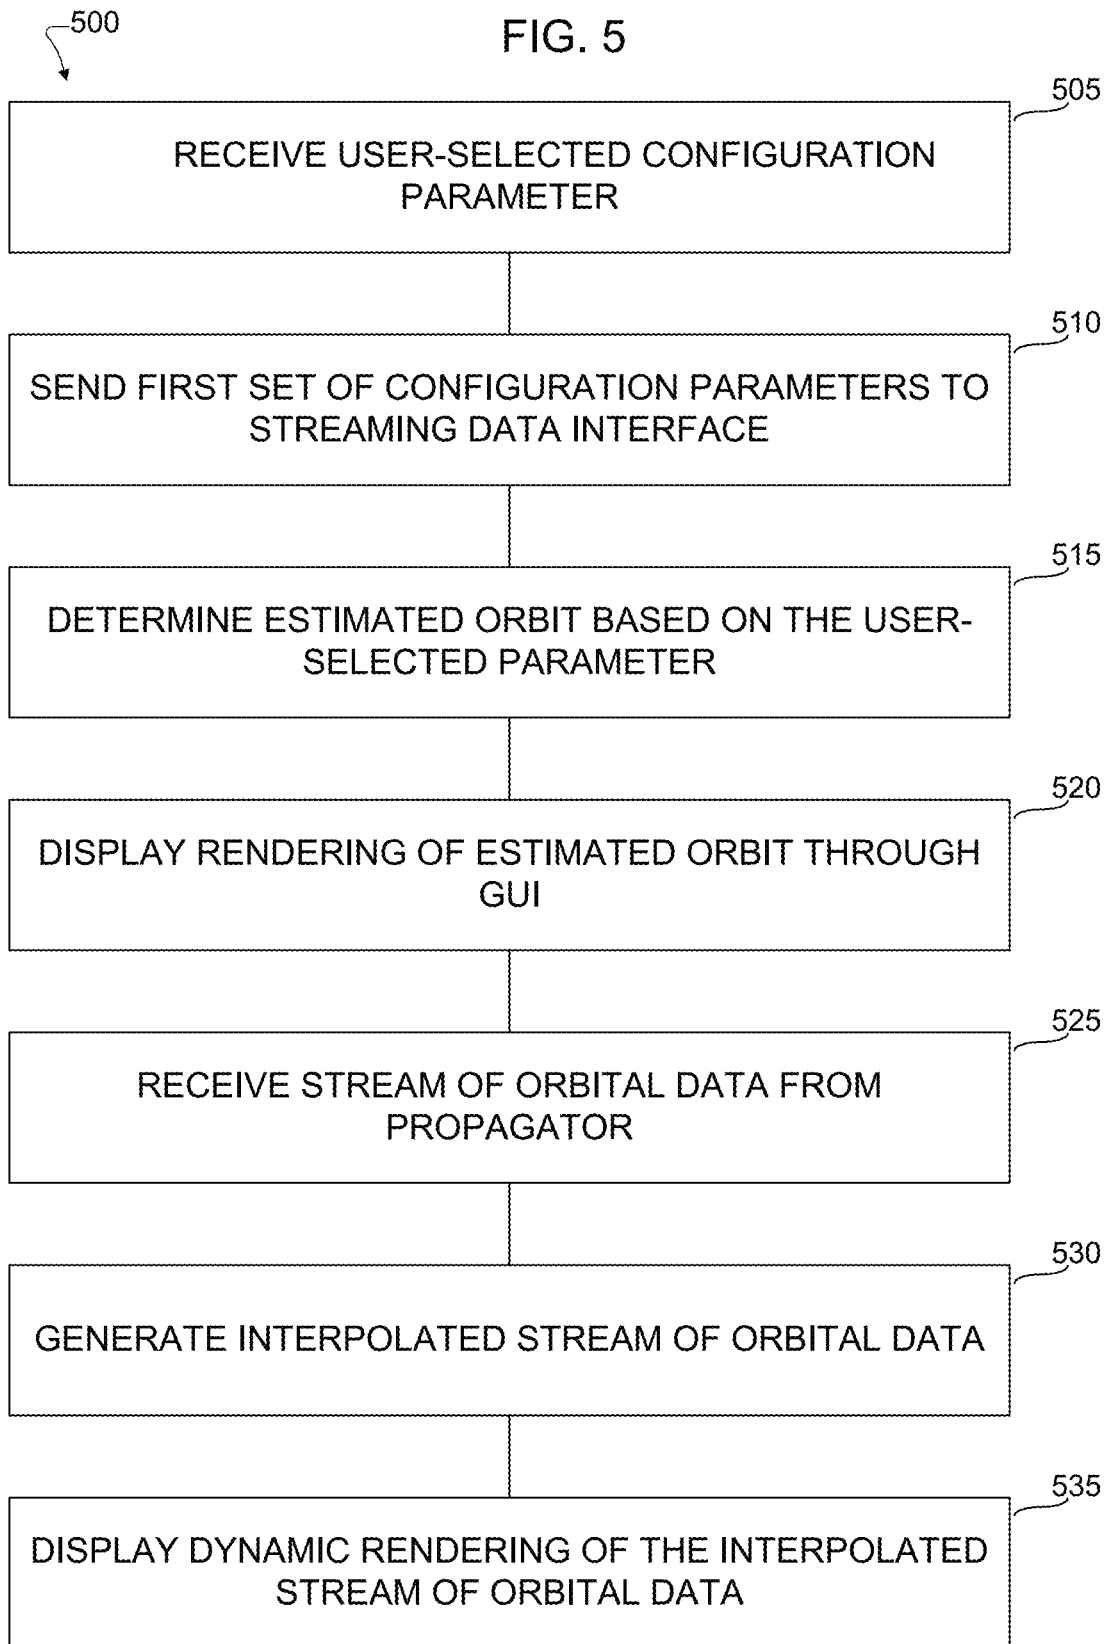 500
FIG. 5
505
RECEIVE USER-SELECTED CONFIGURATION
PARAMETER
510
SEND FIRST SET OF CONFIGURATION PARAMETERS TO
STREAMING DATA INTERFACE
515
DETERMINE ESTIMATED ORBIT BASED ON THE USER-
SELECTED PARAMETER
520
DISPLAY RENDERING OF ESTIMATED ORBIT THROUGH
GUI
525
RECEIVE STREAM OF ORBITAL DATA FROM
PROPAGATOR
530
GENERATE INTERPOLATED STREAM OF ORBITAL DATA
535
DISPLAY DYNAMIC RENDERING OF THE INTERPOLATED
STREAM OF ORBITAL DATA